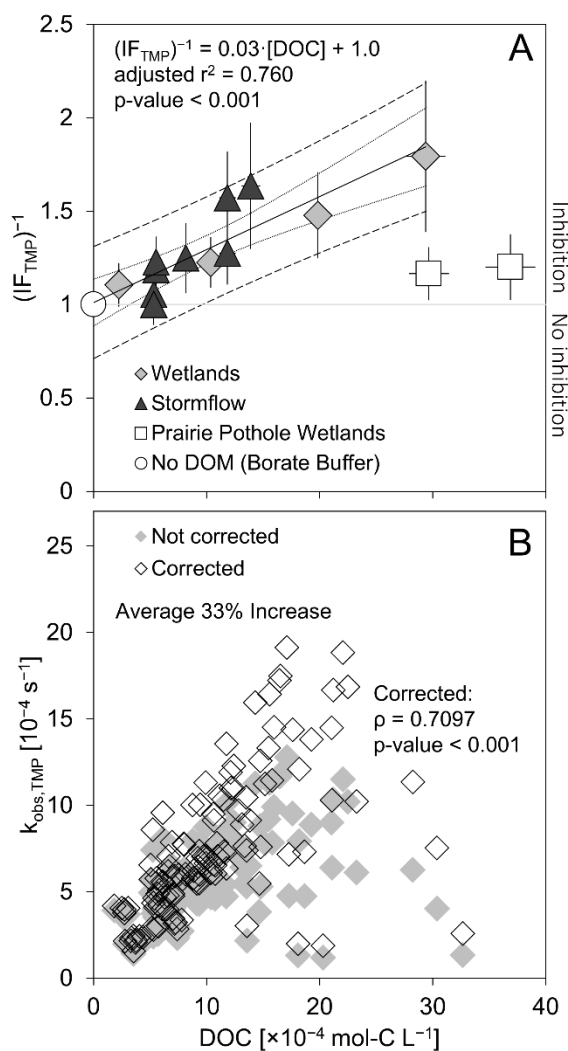 A
(IF_TMP)⁻¹ = 0.03·[DOC] + 1.0
adjusted r² = 0.760
p-value < 0.001
2.5
2
1.5
1
0.5
0
(IF_TMP)⁻¹
Inhibition
No inhibition
Wetlands
Stormflow
Prairie Pothole Wetlands
No DOM (Borate Buffer)
B
Not corrected
Corrected
Average 33% Increase
Corrected:
ρ = 0.7097
p-value < 0.001
25
20
15
10
5
0
k_obs,TMP [10⁻⁴ s⁻¹]
0 10 20 30 40
DOC [×10⁻⁴ mol-C L⁻¹]